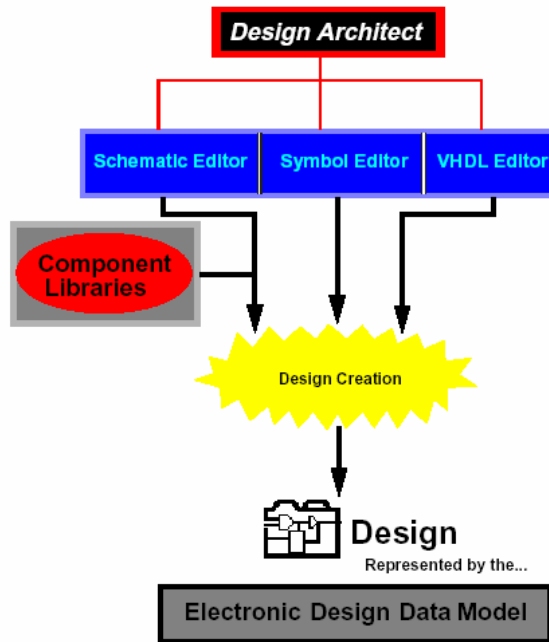 Design Architect
Schematic Editor
Symbol Editor
VHDL Editor
Component
Libraries
Design Creation
Design
Represented by the...
Electronic Design Data Model